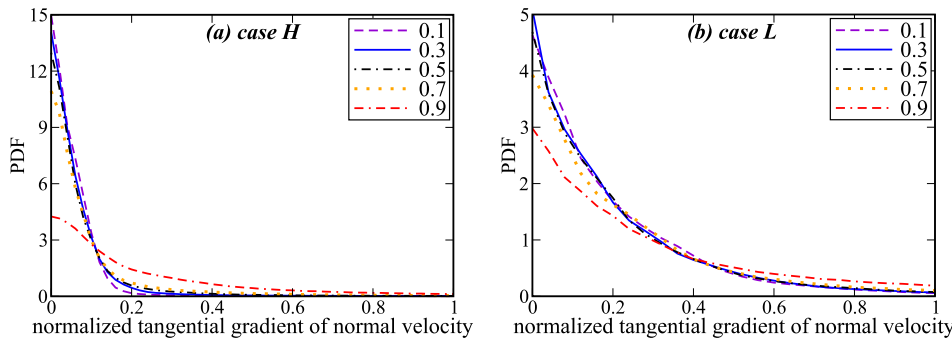 (a) case H
0.1
0.3
0.5
0.7
0.9
15
12
9
6
3
0
PDF
0 0.2 0.4 0.6 0.8 1
normalized tangential gradient of normal velocity
(b) case L
0.1
0.3
0.5
0.7
0.9
5
4
3
2
1
0
PDF
0 0.2 0.4 0.6 0.8 1
normalized tangential gradient of normal velocity